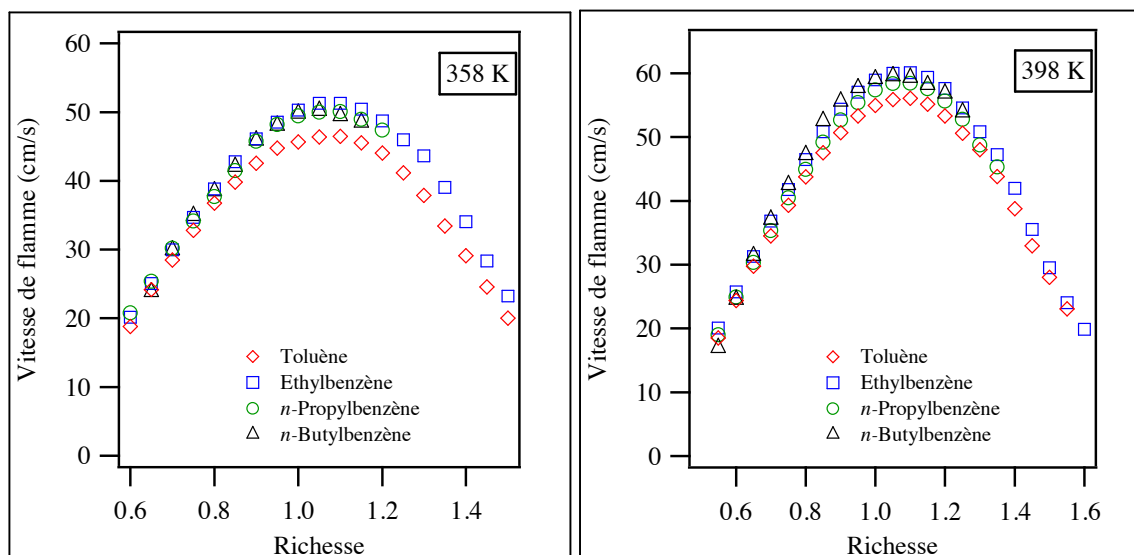 358 K
Vitesse de flamme (cm/s)
60
50
40
30
20
10
0
Toluène
Ethylbenzène
n-Propylbenzène
n-Butylbenzène
0.6 0.8 1.0 1.2 1.4
Richesse
398 K
Vitesse de flamme (cm/s)
60
50
40
30
20
10
0
Toluène
Ethylbenzène
n-Propylbenzène
n-Butylbenzène
0.6 0.8 1.0 1.2 1.4 1.6
Richesse